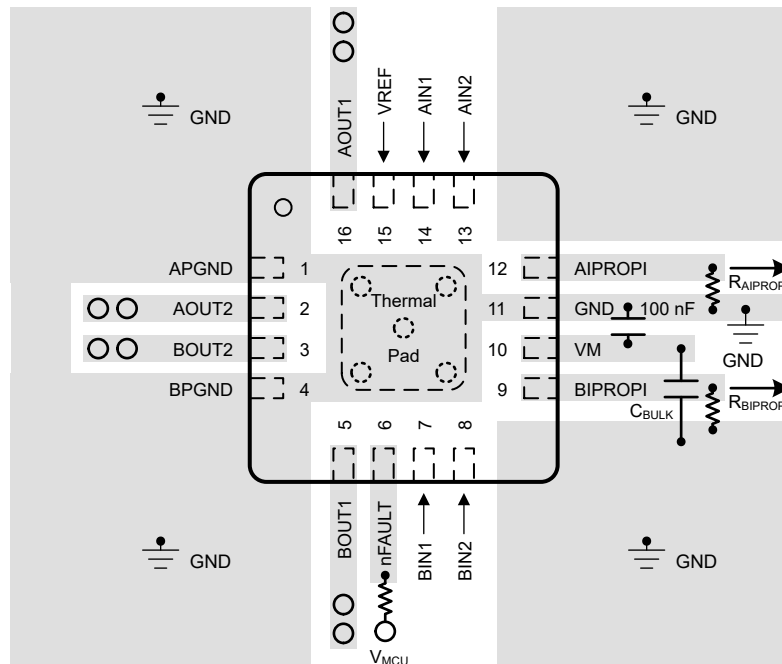 AOUT1
VREF
AIN1
AIN2
GND
GND
16
15
14
13
APGND
1
12
AIPROPI
RAIPROPI
AOUT2
2
Thermal
11
GND
100 nF
BOUT2
3
Pad
10
VM
GND
BPGND
4
9
BIPROPI
RBIPROPI
CBULK
5
6
7
8
BOUT1
nFAULT
BIN1
BIN2
GND
GND
VMCU